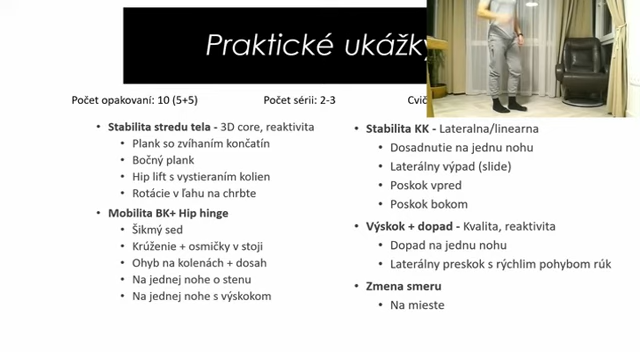 Praktické ukážky
Počet opakovaní: 10 (5+5)
Počet sérii: 2-3
Cvič
Stabilita stredu tela - 3D core, reaktivita
Plank so zvíhaním končatín
Bočný plank
Hip lift s vystieraním kolien
Rotácie v ľahu na chrbte
Mobilita BK+ Hip hinge
Šikmý sed
Krúženie + osmičky v stoji
Ohyb na kolenách + dosah
Na jednej nohe o stenu
Na jednej nohe s výskokom
Stabilita KK - Lateralna/linearna
Dosadnutie na jednu nohu
Laterálny výpad (slide)
Poskok vpred
Poskok bokom
Výskok + dopad - Kvalita, reaktivita
Dopad na jednu nohu
Laterálny preskok s rýchlim pohybom rúk
Zmena smeru
Na mieste